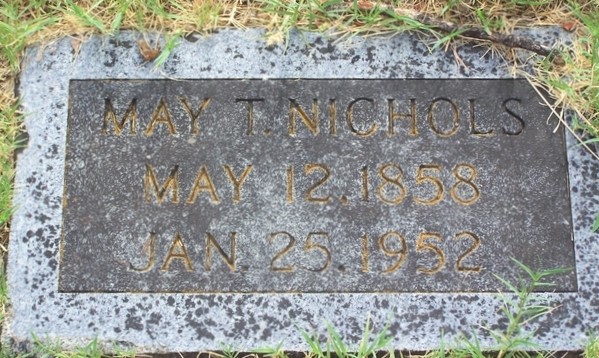 MAY T. NICHOLS
MAY 12, 1858
JAN. 25, 1952